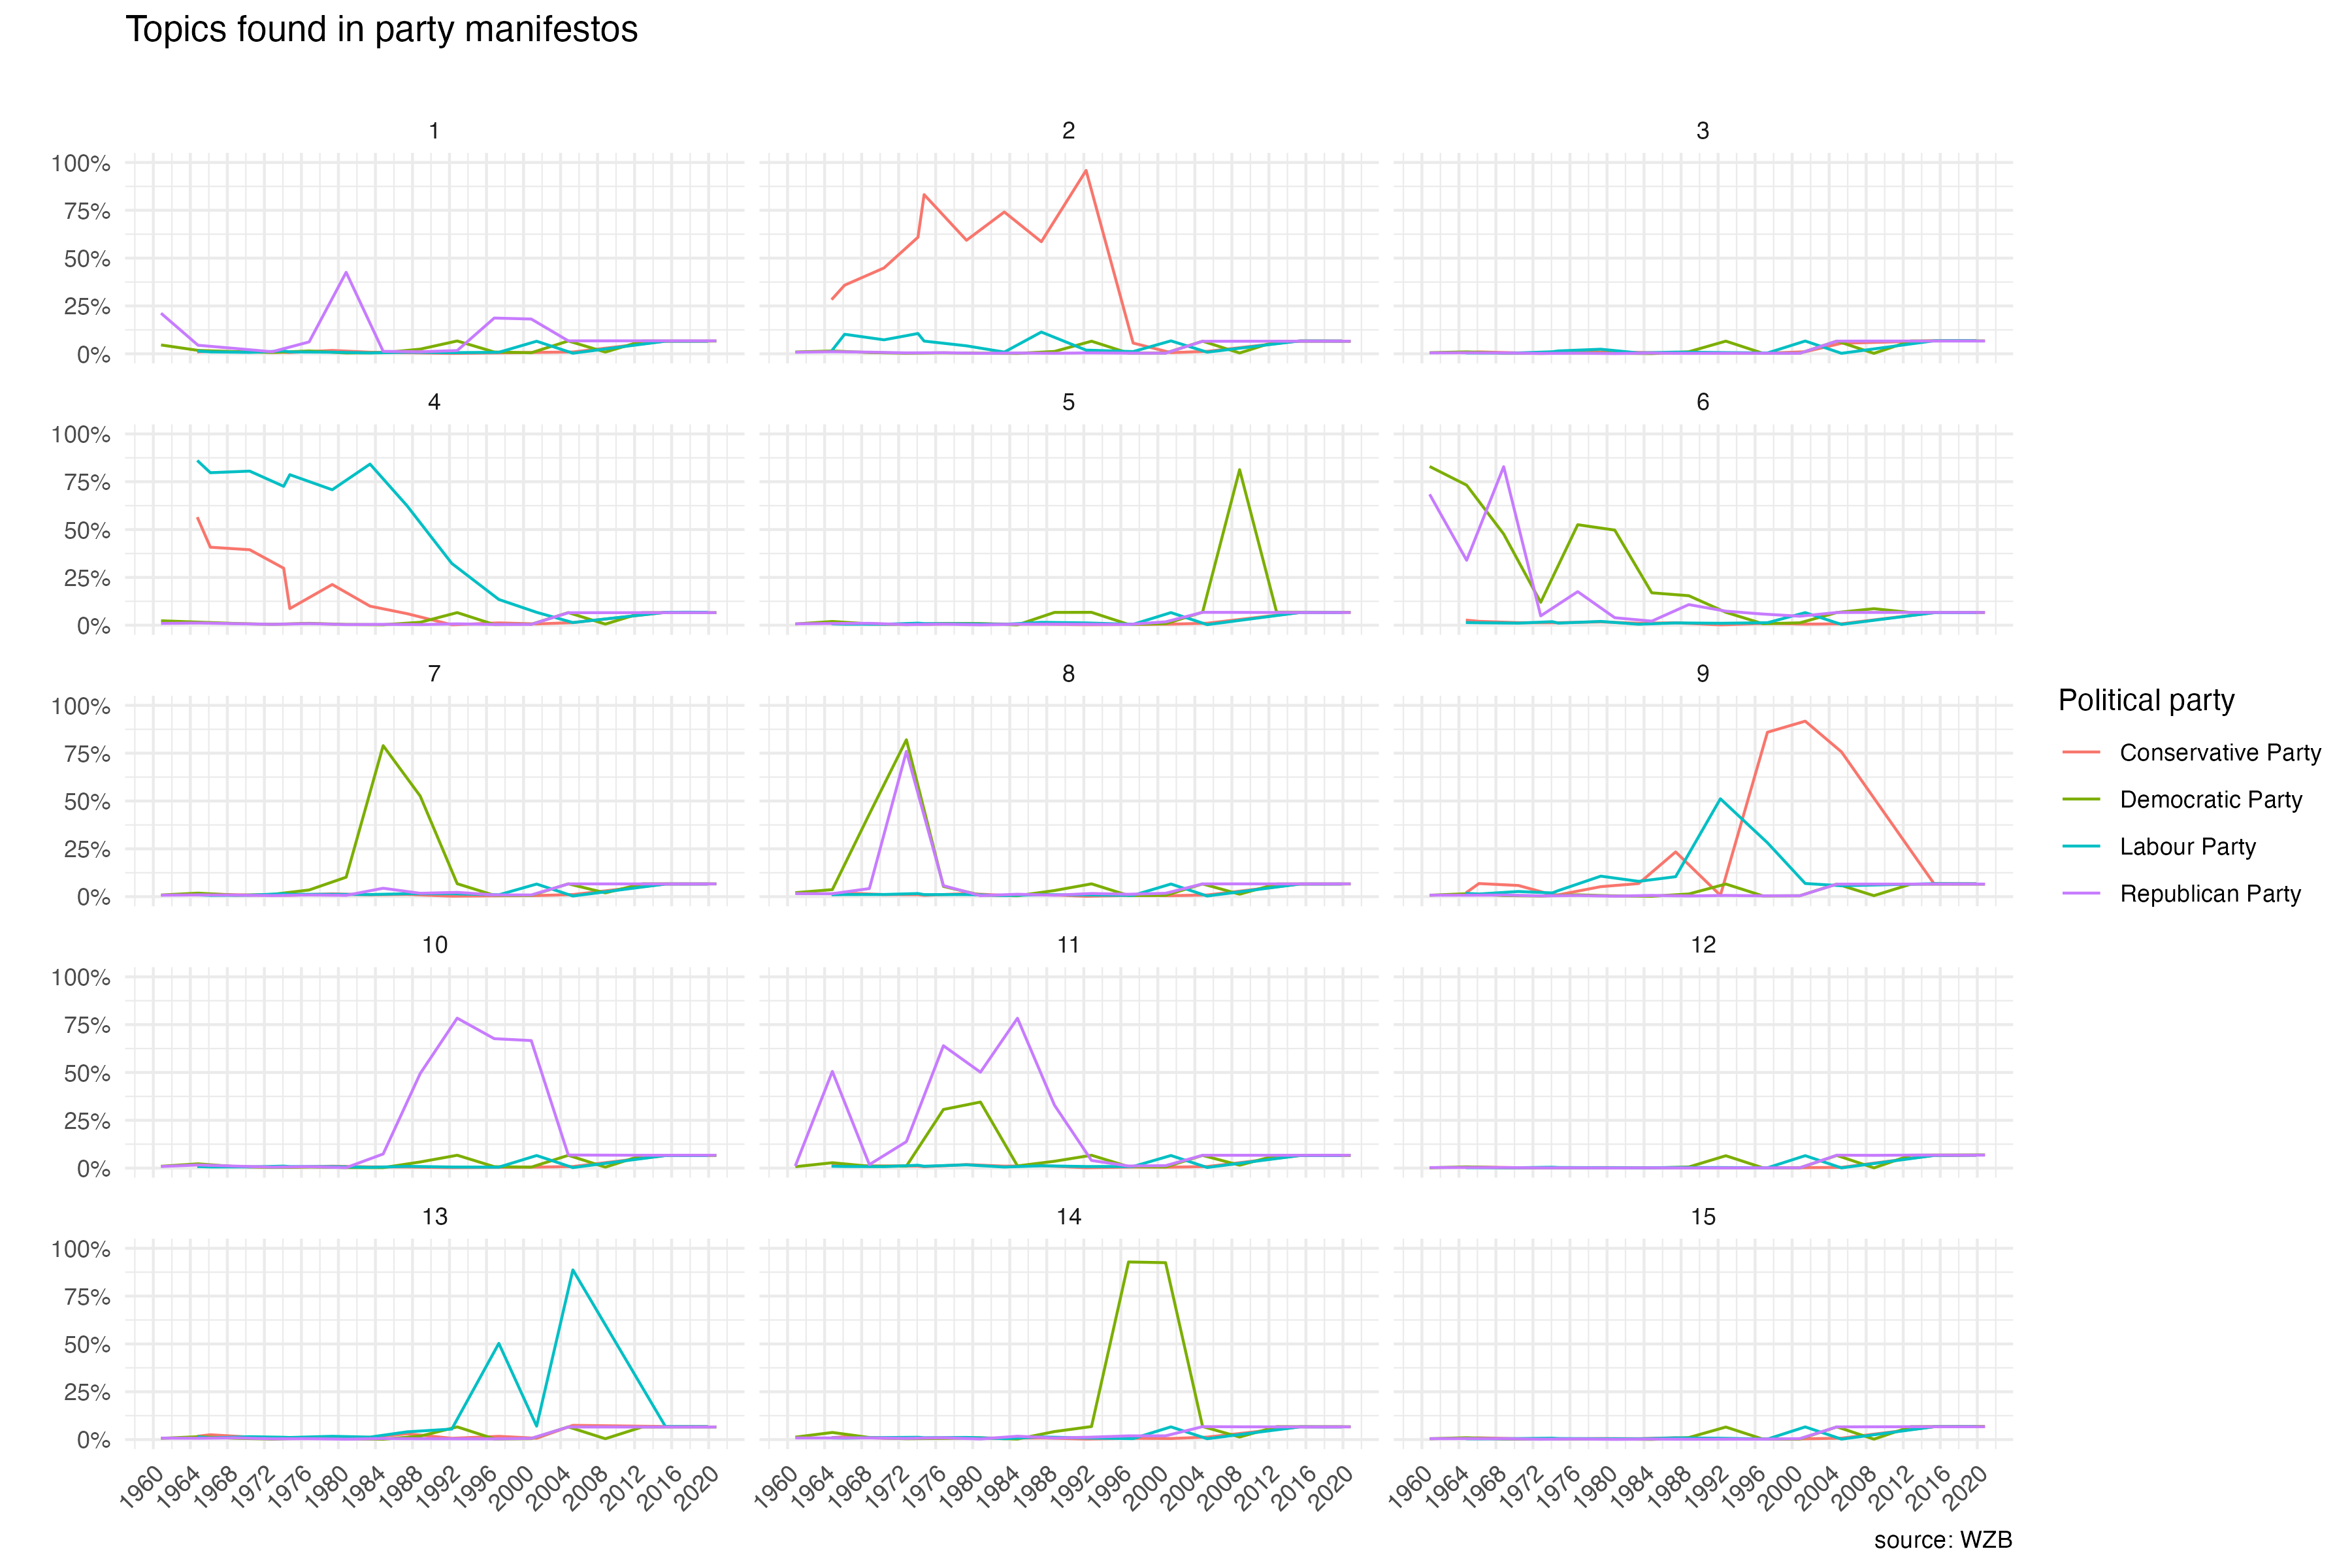 Topics found in party manifestos
1 2 3
100%
75%
50%
25%
0%
4 5 6
100%
75%
50%
25%
0%
7 8 9
100%
75%
50%
25%
0%
Political party
Conservative Party
Democratic Party
Labour Party
Republican Party
10 11 12
100%
75%
50%
25%
0%
13 14 15
100%
75%
50%
25%
0%
1960 1964 1968 1972 1976 1980 1984 1988 1992 1996 2000 2004 2008 2012 2016 2020
1960 1964 1968 1972 1976 1980 1984 1988 1992 1996 2000 2004 2008 2012 2016 2020
1960 1964 1968 1972 1976 1980 1984 1988 1992 1996 2000 2004 2008 2012 2016 2020
source: WZB